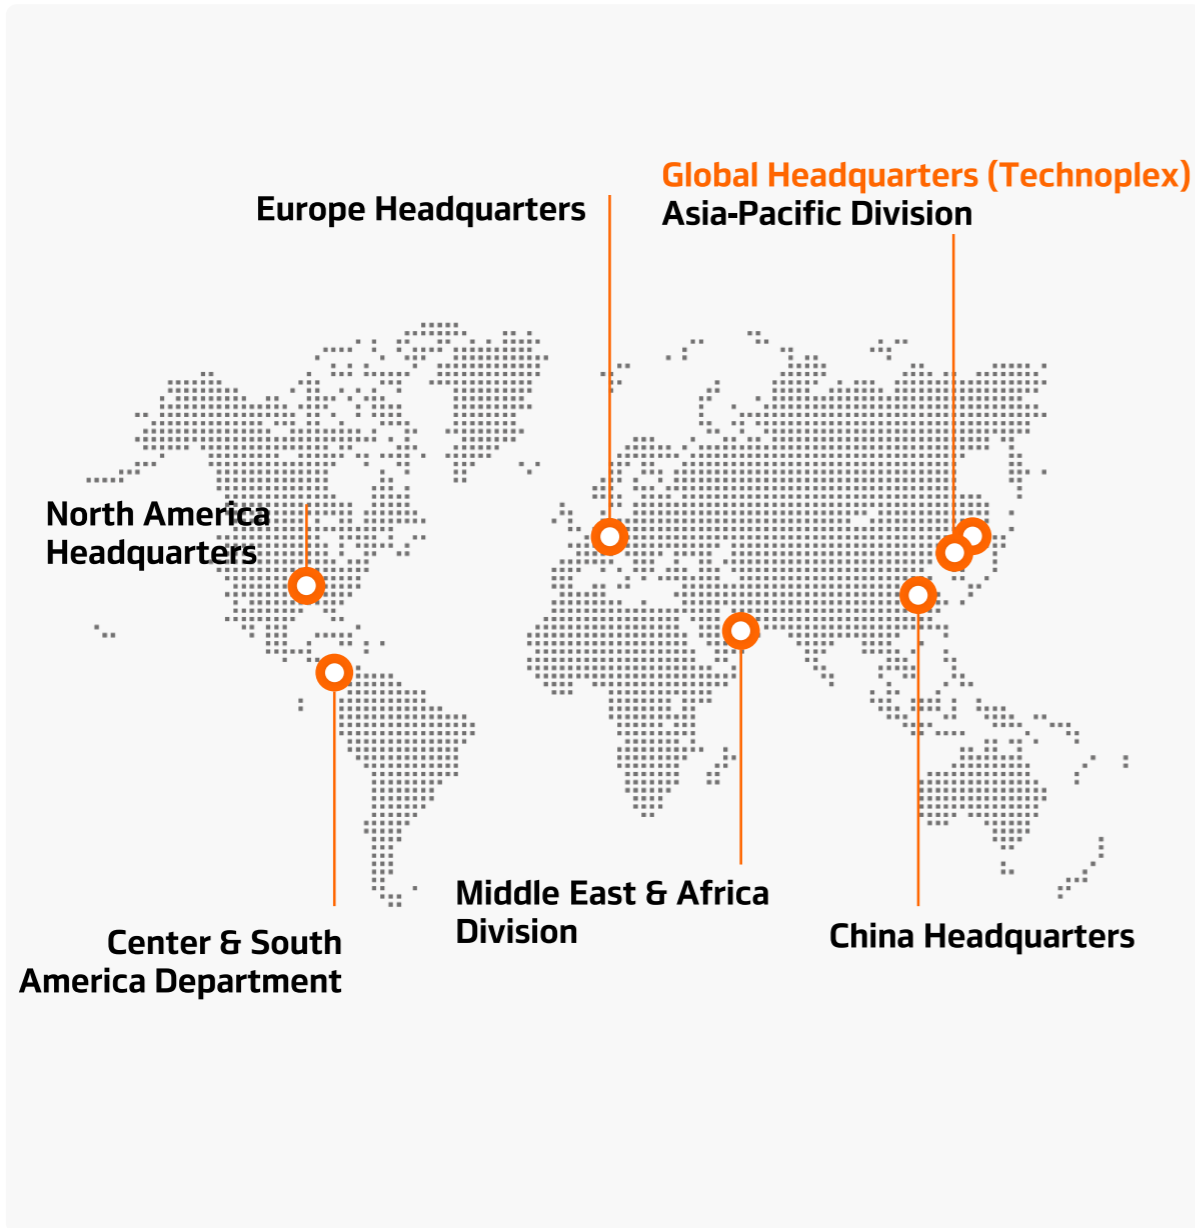 Global Headquarters (Technoplex)
Asia-Pacific Division
Europe Headquarters
North America
Headquarters
Middle East & Africa
Division
China Headquarters
Center & South
America Department